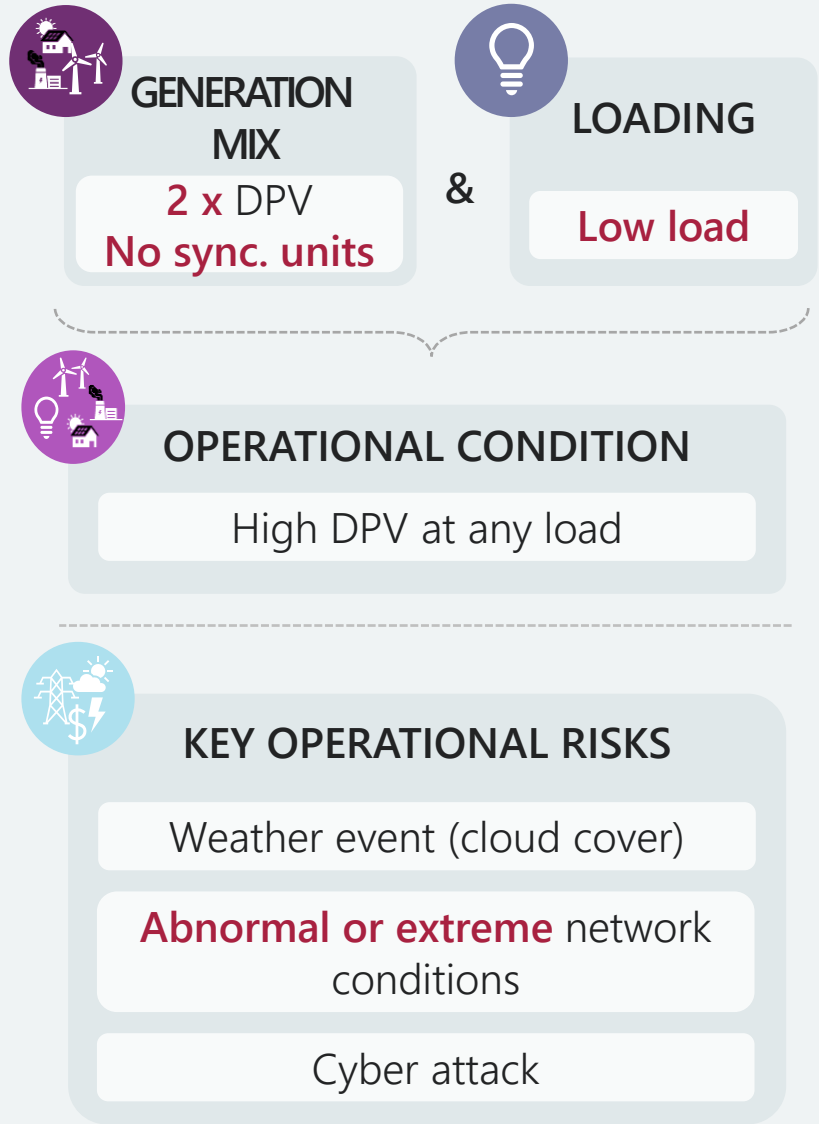 GENERATION
MIX
2 x DPV
No sync. units
&
LOADING
Low load
OPERATIONAL CONDITION
High DPV at any load
$
KEY OPERATIONAL RISKS
Weather event (cloud cover)
Abnormal or extreme network
conditions
Cyber attack